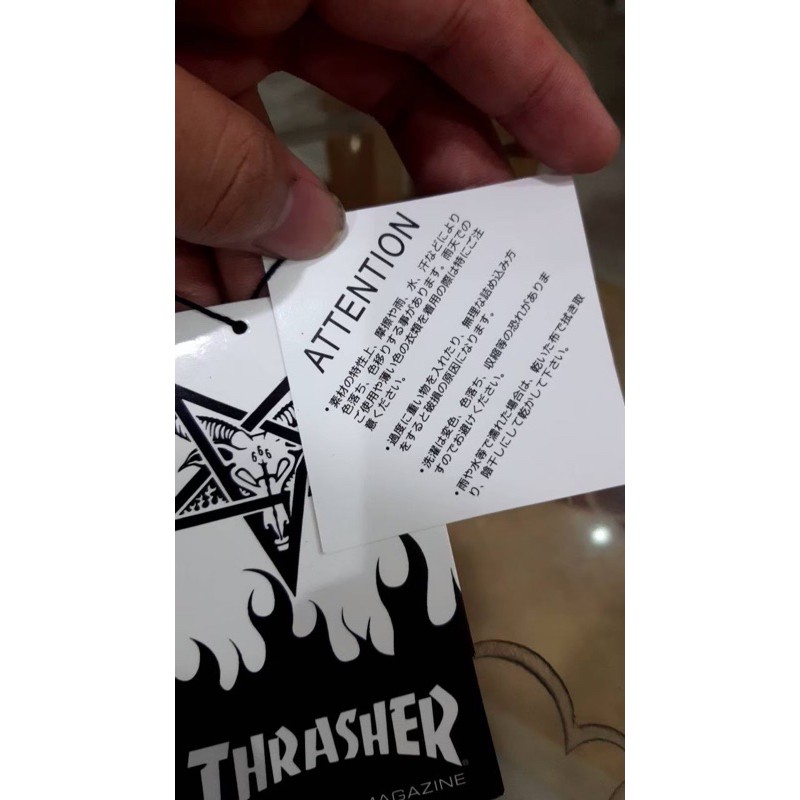 ATTENTION
・素材の特性上、摩擦や雨、水、汗などにより
色落ち、色移りする事があります。雨天での
ご使用や薄い色の衣類を着用の際は特にご注
意ください。
・過度に重い物を入れたり、無理な詰め込み方
をすると破損の原因になります。
・洗濯は変色、色落ち、収縮等の恐れがありま
すのでお避けください。
・雨や水等で濡れた場合は、乾いた布で拭き取
り、陰干しにして乾かして下さい。
666
THRASHER
MAGAZINE